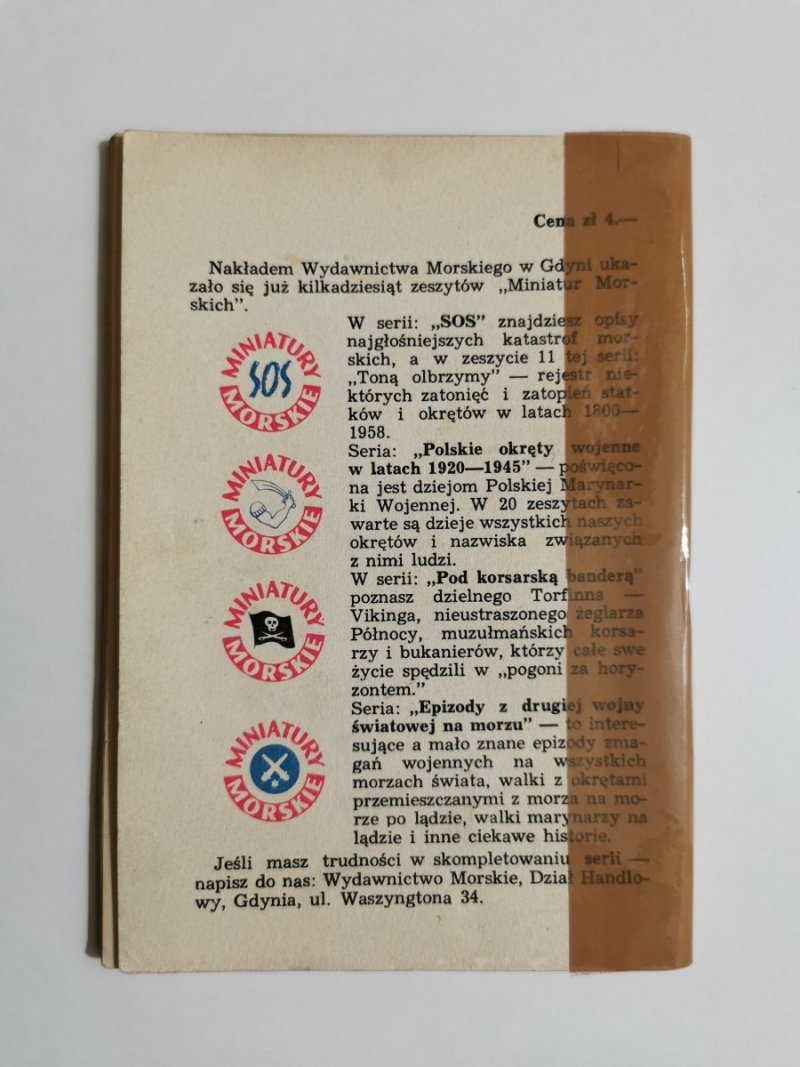 Cena zł 4.—
Nakładem Wydawnictwa Morskiego w Gdyni uka-
zało się już kilkadziesiąt zeszytów „Miniatur Mor-
skich”.
MINIATURY
SOS
MORSKIE
W serii: „SOS” znajdziesz opisy
najgłośniejszych katastrof mor-
skich, a w zeszycie 11 tej serii:
„Toną olbrzymy” — rejestr nie-
których zatonięć i zatopień stat-
ków i okrętów w latach 1800—
1958.
MINIATURY
MORSKIE
Seria: „Polskie okręty wojenne
w latach 1920—1945” — poświęco-
na jest dziejom Polskiej Marynar-
ki Wojennej. W 20 zeszytach za-
warte są dzieje wszystkich naszych
okrętów i nazwiska związanych
z nimi ludzi.
MINIATURY
MORSKIE
W serii: „Pod korsarską banderą”
poznasz dzielnego Torfinna —
Vikinga, nieustraszonego żeglarza
Północy, muzułmańskich korsa-
rzy i bukanierów, którzy całe swe
życie spędzili w „pogoni za hory-
zontem.”
MINIATURY
MORSKIE
Seria: „Epizody z drugiej wojny
światowej na morzu” — to intere-
sujące a mało znane epizody zma-
gań wojennych na wszystkich
morzach świata, walki z okrętami
przemieszczanymi z morza na mo-
rze po lądzie, walki marynarzy na
lądzie i inne ciekawe historie.
Jeśli masz trudności w skompletowaniu serii —
napisz do nas: Wydawnictwo Morskie, Dział Handlo-
wy, Gdynia, ul. Waszyngtona 34.